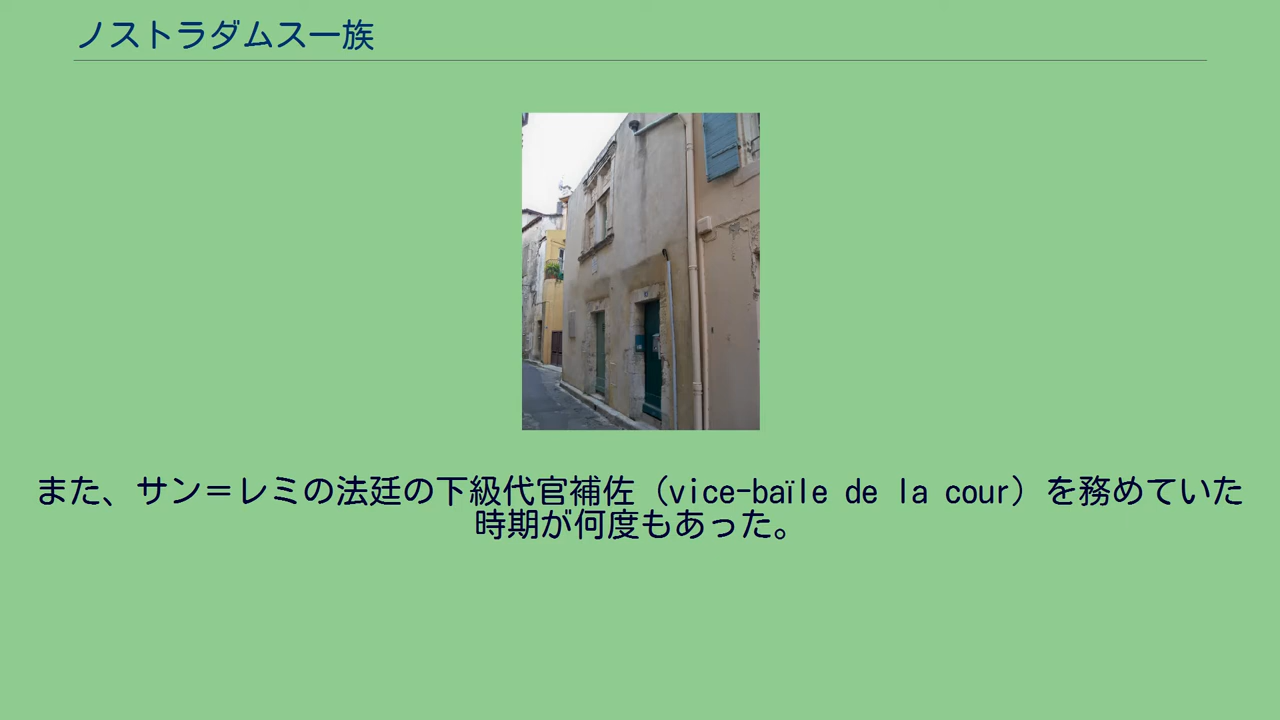 ノストラダムス一族
また、サン＝レミの法廷の下級代官補佐（vice-baïle de la cour）を務めていた
時期が何度もあった。